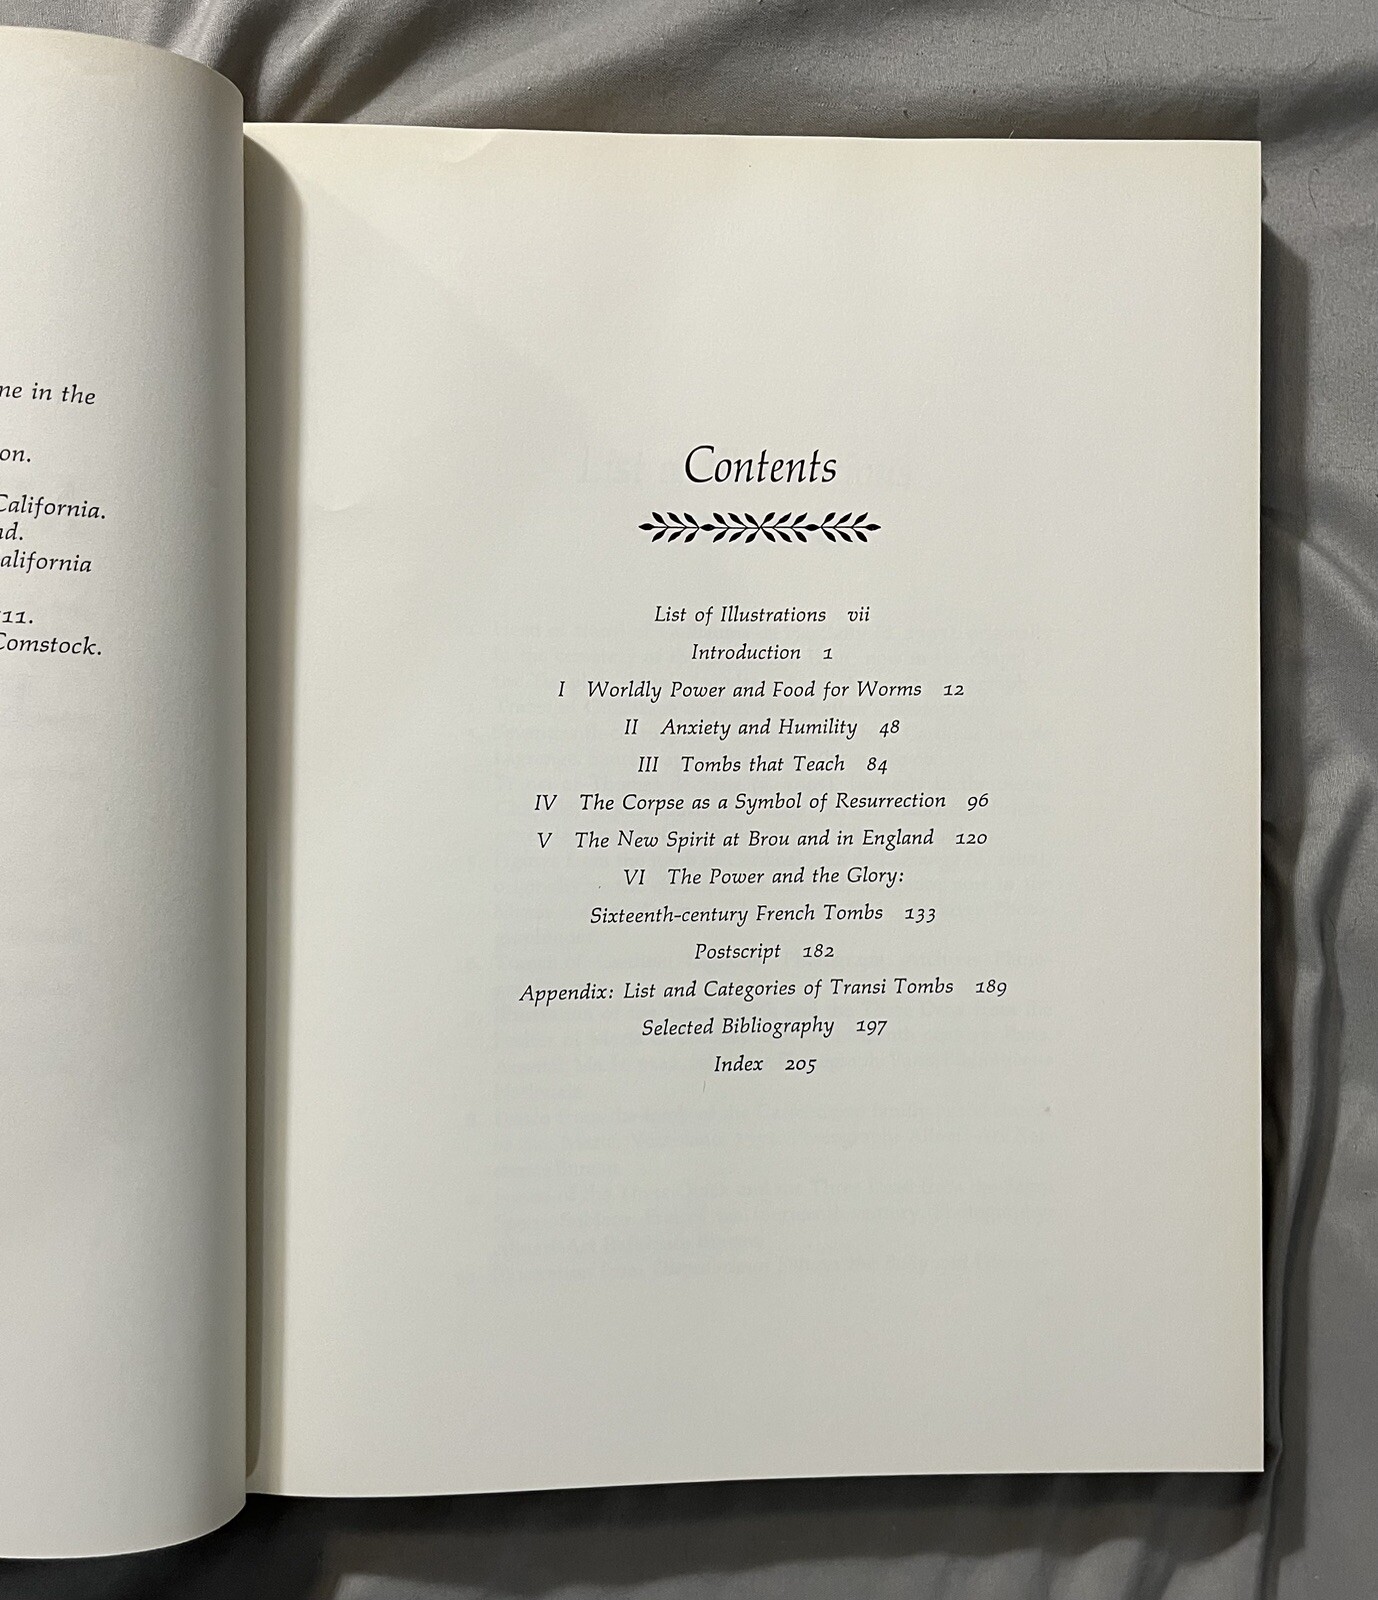 ne in the
on.
California.
nd.
alifornia
711.
Comstock.
Contents
List of Illustrations vii
Introduction 1
I Worldly Power and Food for Worms 12
II Anxiety and Humility 48
III Tombs that Teach 84
IV The Corpse as a Symbol of Resurrection 96
V The New Spirit at Brou and in England 120
VI The Power and the Glory:
Sixteenth-century French Tombs 133
Postscript 182
Appendix: List and Categories of Transi Tombs 189
Selected Bibliography 197
Index 205